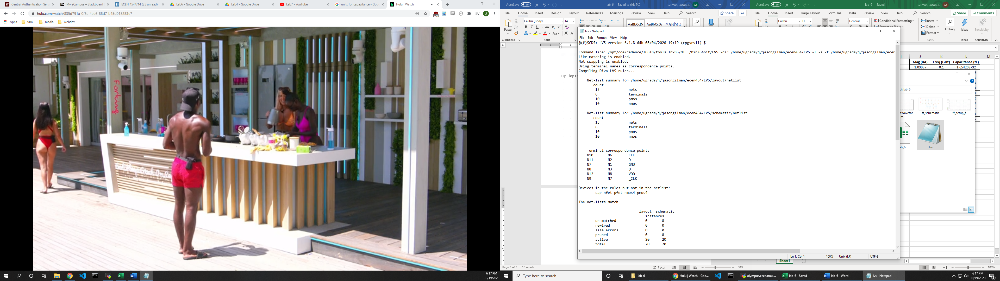 Central Authentication Serv
My eCampus – Blackboard
ECEN 454/714 (35 unread)
Lab6 - Google Drive
Lab4 - Google Drive
Lab7 - YouTube
units for capacitance - Goo
Hulu | Watch
hulu.com/watch/835d791a-0f6c-4ee6-88d7-b45d015283e7
520
Apps tamu media webdev
Forking
AutoSave Off lab_6 - Saved to this PC Gilman, Jason A GJ
File Home Insert Design Layout References Mailings Review View Help Search Share
Calibri (Body) 14
Paste
AaBbCcDc AaBbCcDc AaBbCc
Clipboard Font
Flip-Flop La
Page 3 of 3 18 words Focus 80%
AutoSave Off lab_6 - Saved Gilman, Jason A GJ
File Home Insert Page Layout Formulas Data Review View Help Search Share Comments
Paste Calibri 11 General Conditional Formatting Insert
Format as Table Delete Editing Ideas Sensitivity
Format
Cells Ideas Sensitivity
I J K L M
Mag (uA) Freq (GHz) Capacitance (fF)
1.03937 0.1 1.654208732
ch lab_6
cWavefor
m
ff_schematic
ff_setup_f
ab_6
lvs
Sheet1
100%
lvs - Notepad
File Edit Format View Help
@(#)$CDS: LVS version 6.1.8-64b 08/04/2020 19:19 (cpgsrv11) $
Command line: /opt/coe/cadence/IC618/tools.lnx86/dfII/bin/64bit/LVS -dir /home/ugrads/j/jasongilman/ecen454/LVS -l -s -t /home/ugrads/j/jasongilman/ecen
Like matching is enabled.
Net swapping is enabled.
Using terminal names as correspondence points.
Compiling Diva LVS rules...
Net-list summary for /home/ugrads/j/jasongilman/ecen454/LVS/layout/netlist
count
13 nets
6 terminals
10 pmos
10 nmos
Net-list summary for /home/ugrads/j/jasongilman/ecen454/LVS/schematic/netlist
count
13 nets
6 terminals
10 pmos
10 nmos
Terminal correspondence points
N10 N6 CLK
N11 N2 D
N7 N1 GND
N8 N3 Q
N12 N8 VDD
N9 N7 _CLK
Devices in the rules but not in the netlist:
cap nfet pfet nmos4 pmos4
The net-lists match.
layout schematic
instances
un-matched 0 0
rewired 0 0
size errors 0 0
pruned 0 0
active 20 20
total 20 20
Ln 1, Col 1 100% Unix (LF) UTF-8
6:17 PM
10/19/2020
Type here to search
lab_6
Hulu | Watch - Goo...
olympus.ece.tamu....
lab_6 - Saved
lab_6 - Word
lvs - Notepad
6:17 PM
10/19/2020